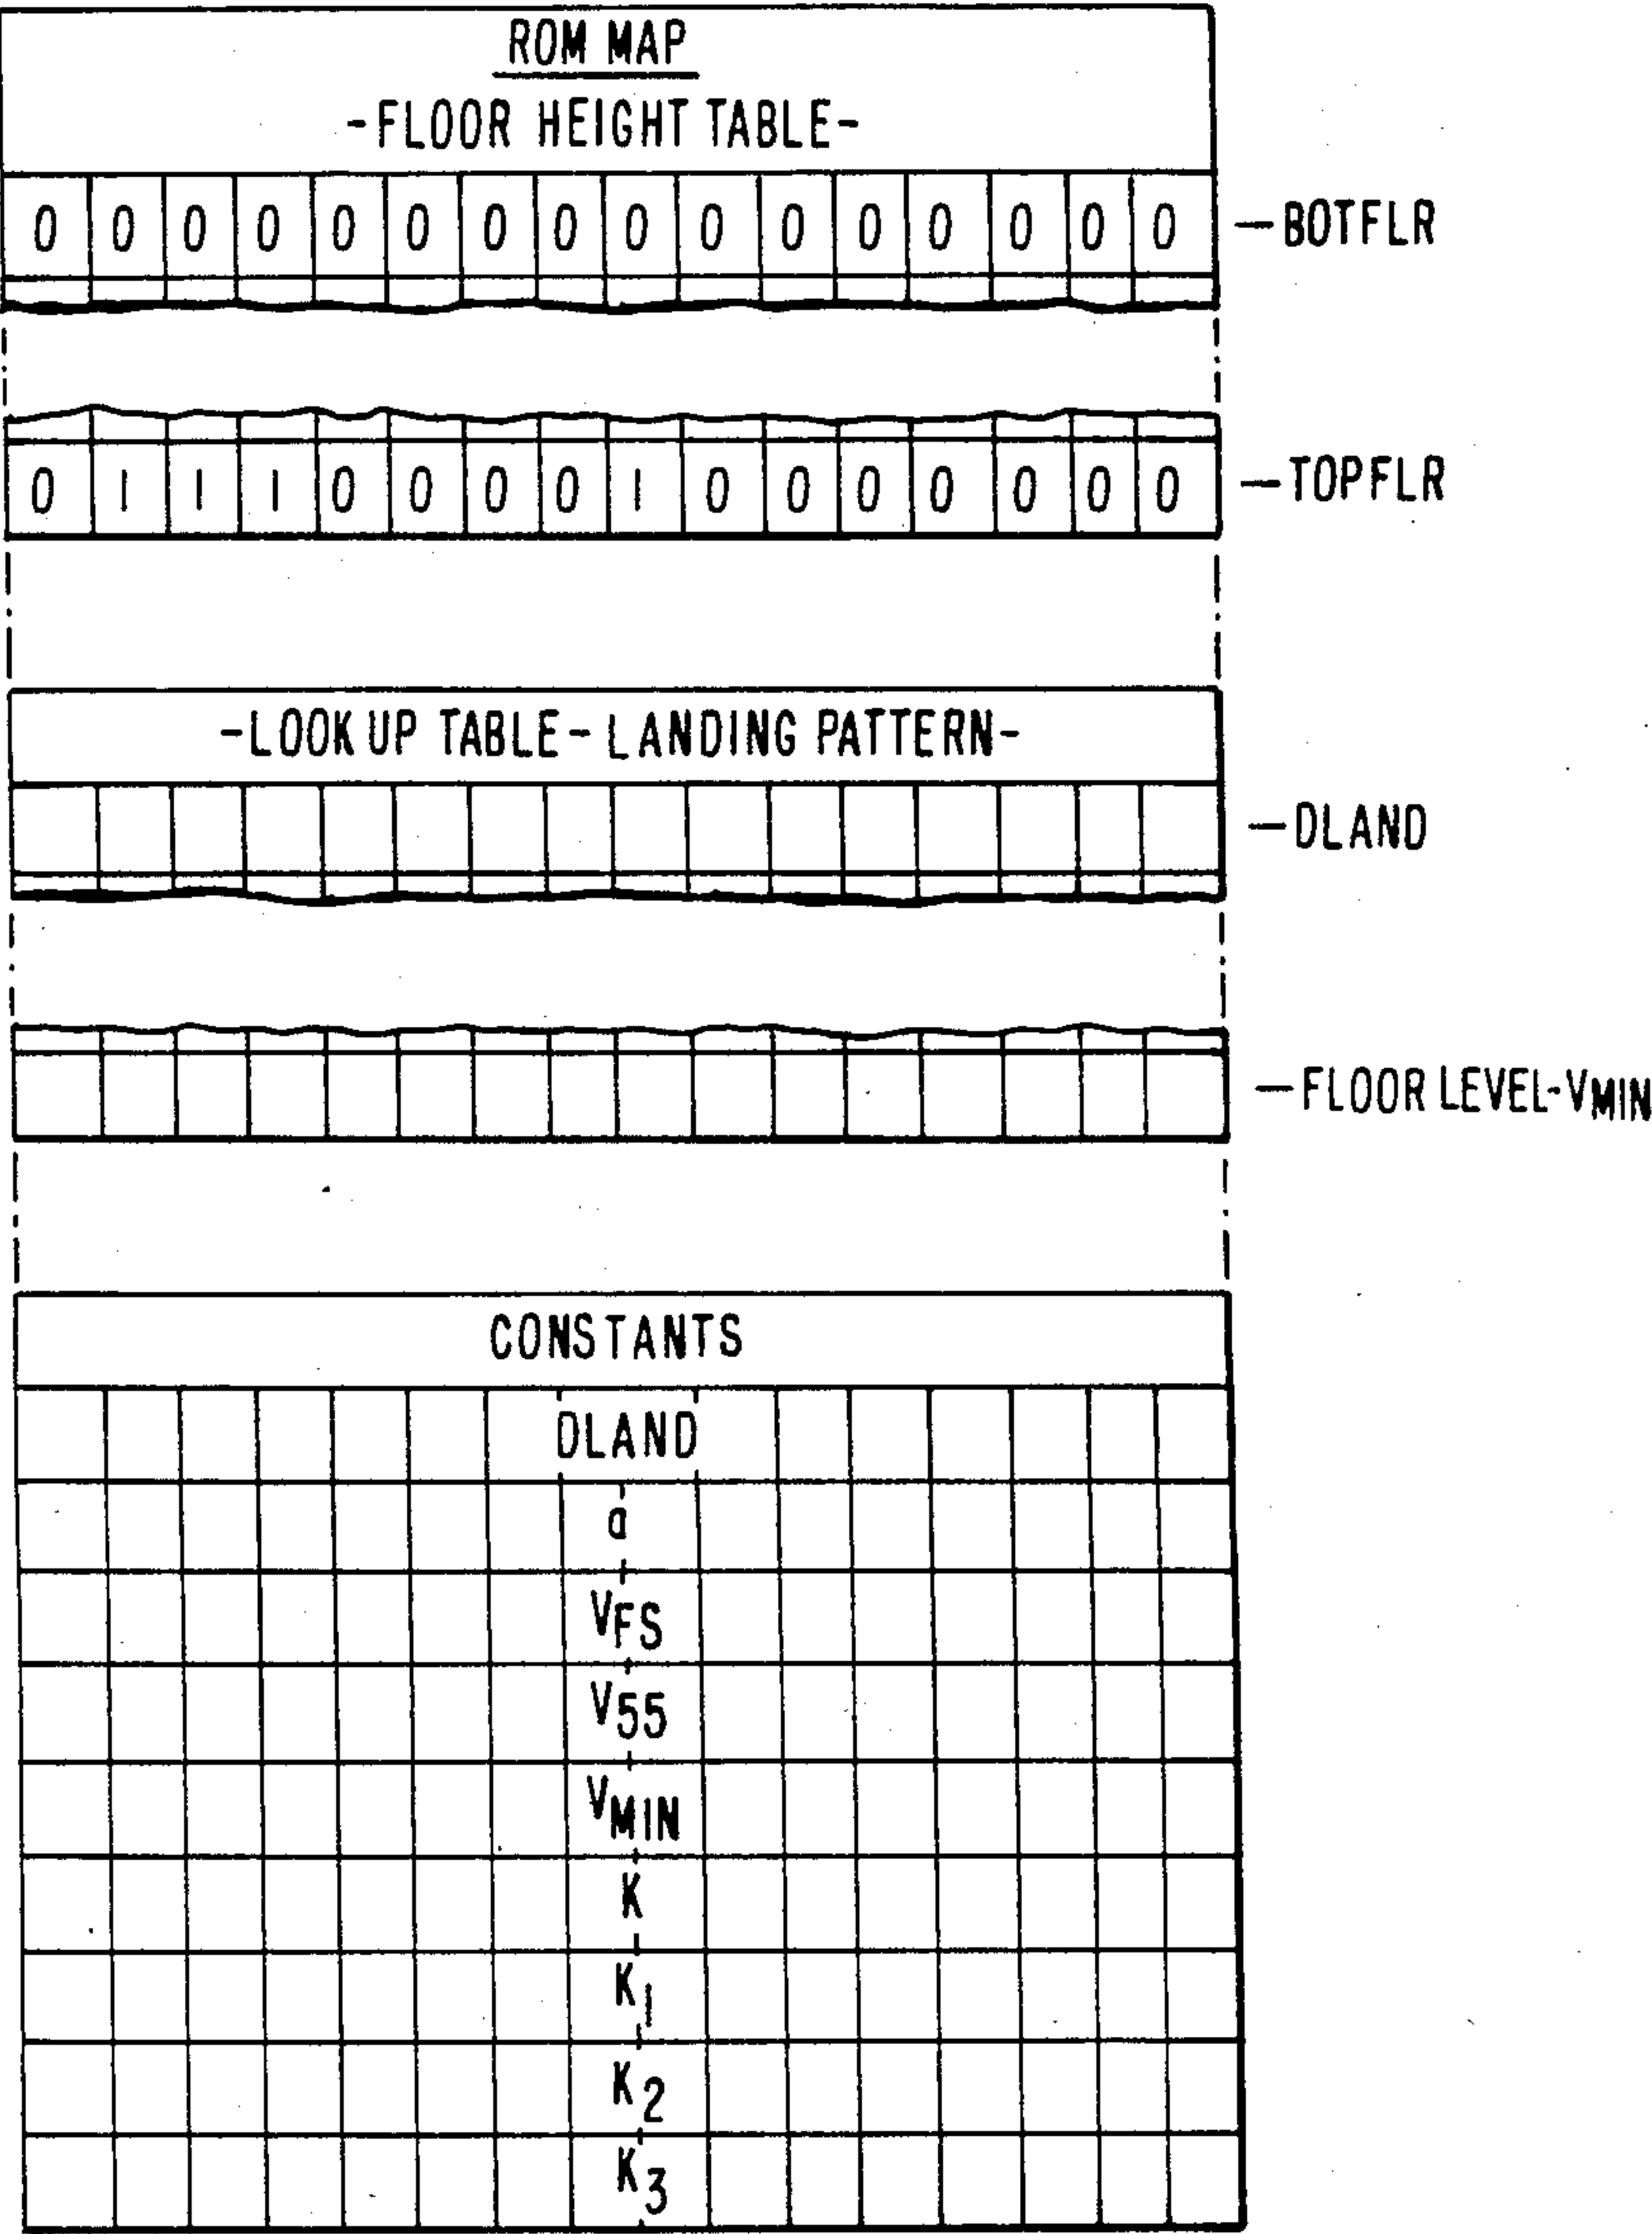 ROM MAP
-FLOOR HEIGHT TABLE-
0 0 0 0 0 0 0 0 0 0 0 0 0 0 0 0 —BOTFLR
0 1 1 1 0 0 0 0 1 0 0 0 0 0 0 0 —TOPFLR
-LOOK UP TABLE- LANDING PATTERN-
—DLAND
—FLOOR LEVEL-VMIN
CONSTANTS
DLAND
a
VFS
V55
VMIN
K
K1
K2
K3